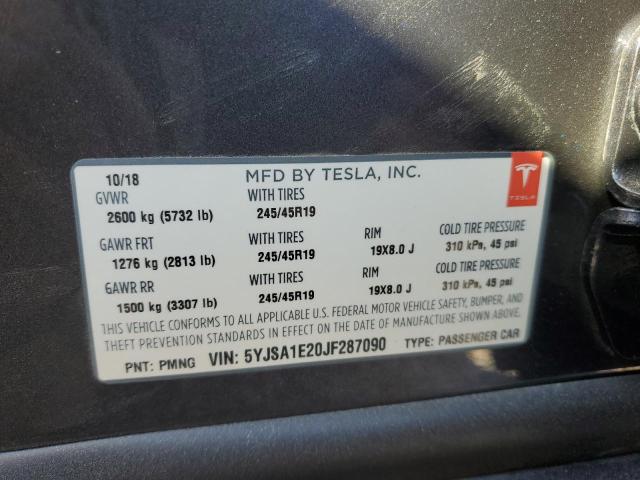 10/18 MFD BY TESLA, INC.
GVWR WITH TIRES
2600 kg (5732 lb) 245/45R19
GAWR FRT WITH TIRES RIM COLD TIRE PRESSURE
1276 kg (2813 lb) 245/45R19 19X8.0 J 310 kPa, 45 psi
GAWR RR WITH TIRES RIM COLD TIRE PRESSURE
1500 kg (3307 lb) 245/45R19 19X8.0 J 310 kPa, 45 psi
THIS VEHICLE CONFORMS TO ALL APPLICABLE U.S. FEDERAL MOTOR VEHICLE SAFETY, BUMPER, AND
THEFT PREVENTION STANDARDS IN EFFECT ON THE DATE OF MANUFACTURE SHOWN ABOVE.
PNT: PMNG VIN: 5YJSA1E20JF287090 TYPE: PASSENGER CAR
TESLA